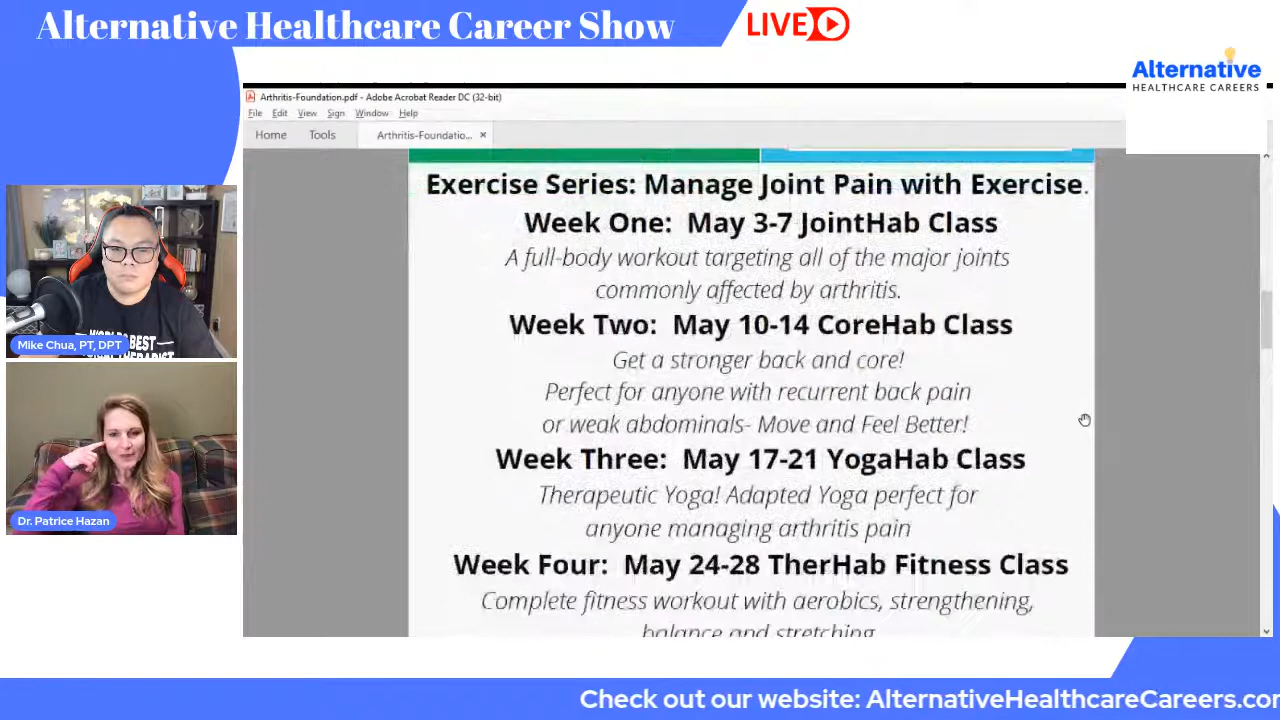 Alternative Healthcare Career Show
LIVE
Alternative
HEALTHCARE CAREERS
Arthritis-Foundation.pdf - Adobe Acrobat Reader DC (32-bit)
File Edit View Sign Window Help
Home Tools Arthritis-Foundatio... ×
Exercise Series: Manage Joint Pain with Exercise.
Week One: May 3-7 JointHab Class
A full-body workout targeting all of the major joints
commonly affected by arthritis.
Week Two: May 10-14 CoreHab Class
Get a stronger back and core!
Perfect for anyone with recurrent back pain
or weak abdominals- Move and Feel Better!
Week Three: May 17-21 YogaHab Class
Therapeutic Yoga! Adapted Yoga perfect for
anyone managing arthritis pain
Week Four: May 24-28 TherHab Fitness Class
Complete fitness workout with aerobics, strengthening,
balance and stretching
BEST
Mike Chua, PT, DPT
Dr. Patrice Hazan
Check out our website: AlternativeHealthcareCareers.cor